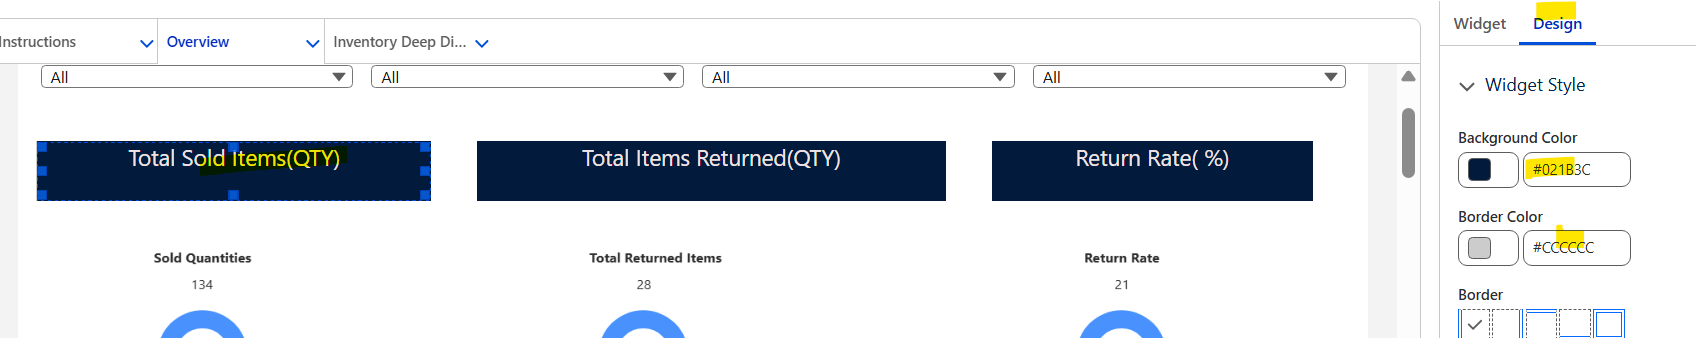 Instructions
Overview
Inventory Deep Di...
Widget
Design
All
All
All
All
Widget Style
Total Sold Items(QTY)
Total Items Returned(QTY)
Return Rate( %)
Background Color
#021B3C
Border Color
#CCCCCC
Sold Quantities
134
Total Returned Items
28
Return Rate
21
Border